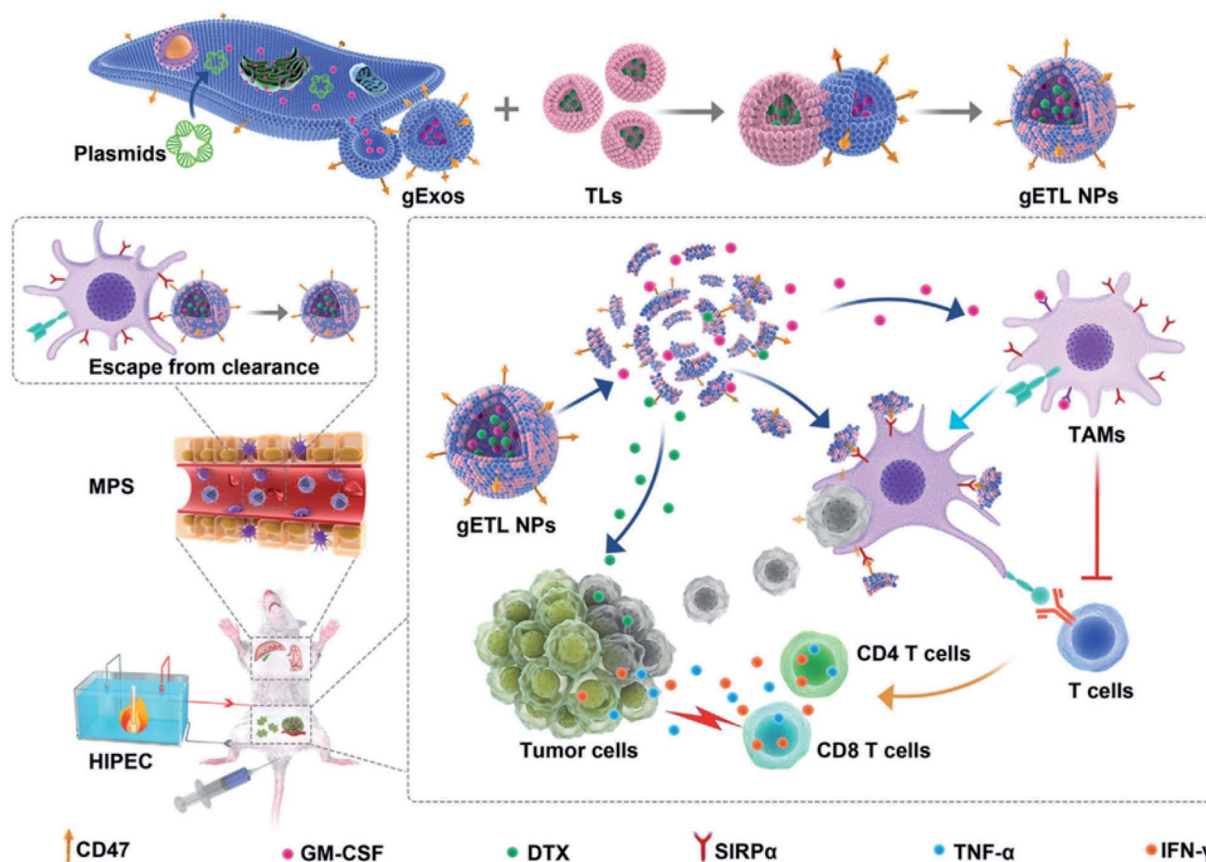 Plasmids
gExos
TLs
gETL NPs
Escape from clearance
MPS
HIPEC
gETL NPs
TAMs
CD4 T cells
T cells
Tumor cells
CD8 T cells
CD47
GM-CSF
DTX
SIRPα
TNF-α
IFN-γ